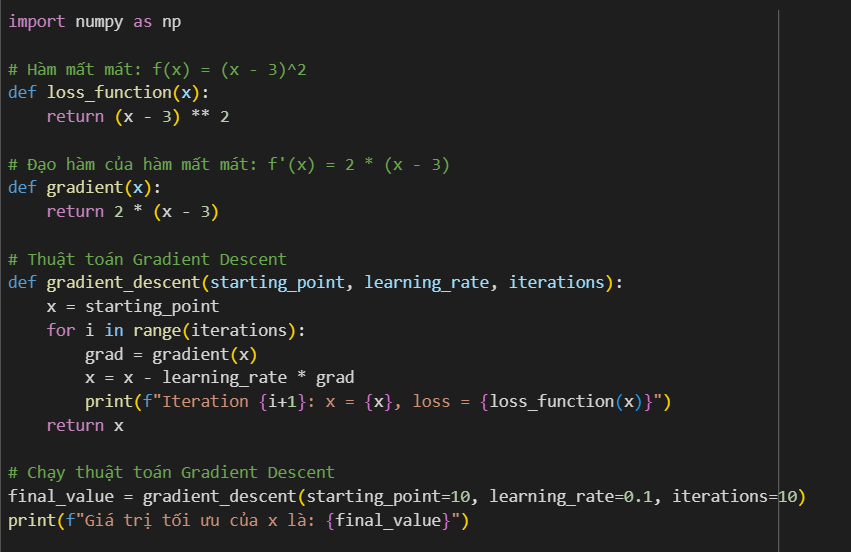 import numpy as np
# Hàm mất mát: f(x) = (x - 3)^2
def loss_function(x):
    return (x - 3) ** 2
# Đạo hàm của hàm mất mát: f'(x) = 2 * (x - 3)
def gradient(x):
    return 2 * (x - 3)
# Thuật toán Gradient Descent
def gradient_descent(starting_point, learning_rate, iterations):
    x = starting_point
    for i in range(iterations):
        grad = gradient(x)
        x = x - learning_rate * grad
        print(f"Iteration {i+1}: x = {x}, loss = {loss_function(x)}")
    return x
# Chạy thuật toán Gradient Descent
final_value = gradient_descent(starting_point=10, learning_rate=0.1, iterations=10)
print(f"Giá trị tối ưu của x là: {final_value}")